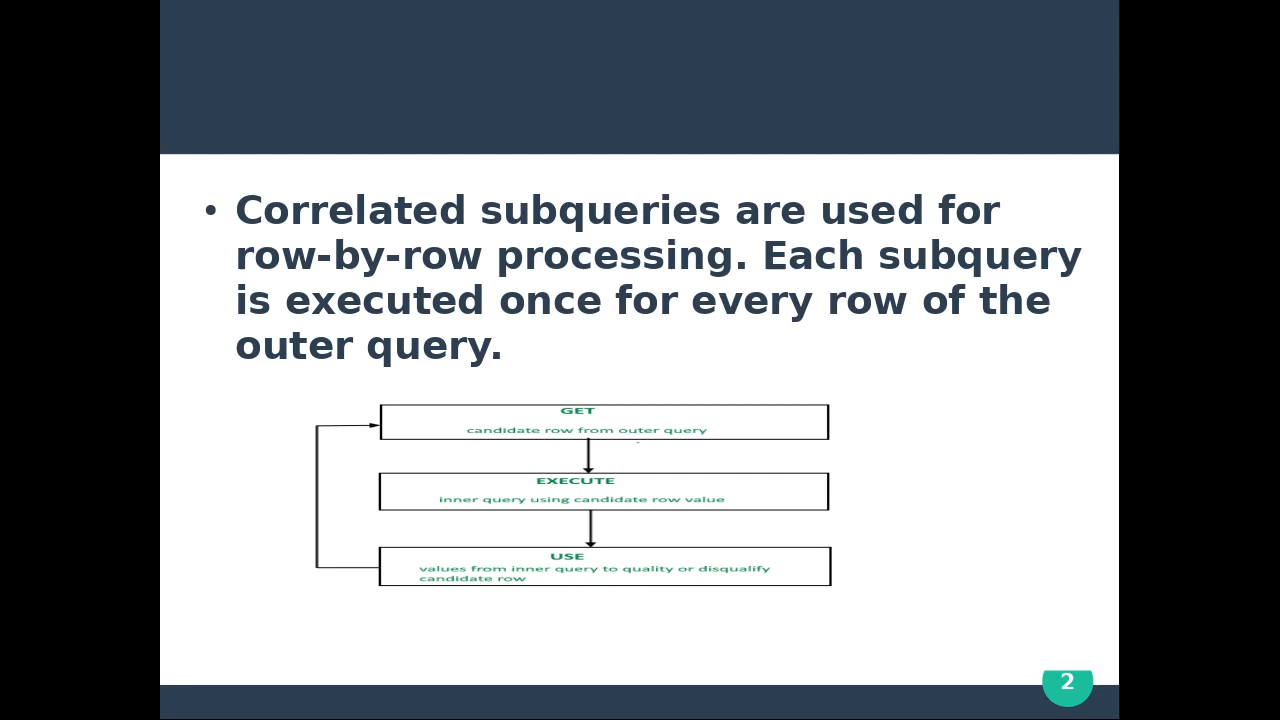 • Correlated subqueries are used for
row-by-row processing. Each subquery
is executed once for every row of the
outer query.
GET
candidate row from outer query
EXECUTE
inner query using candidate row value
USE
values from inner query to quality or disqualify
candidate row
2